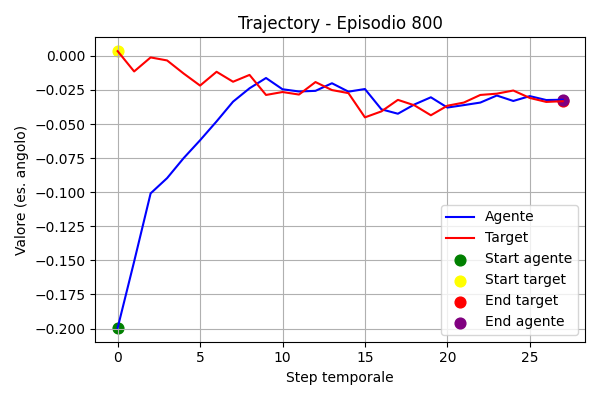 Trajectory - Episodio 800
Valore (es. angolo)
0.000
−0.025
−0.050
−0.075
−0.100
−0.125
−0.150
−0.175
−0.200
0
5
10
15
20
25
Step temporale
Agente
Target
Start agente
Start target
End target
End agente